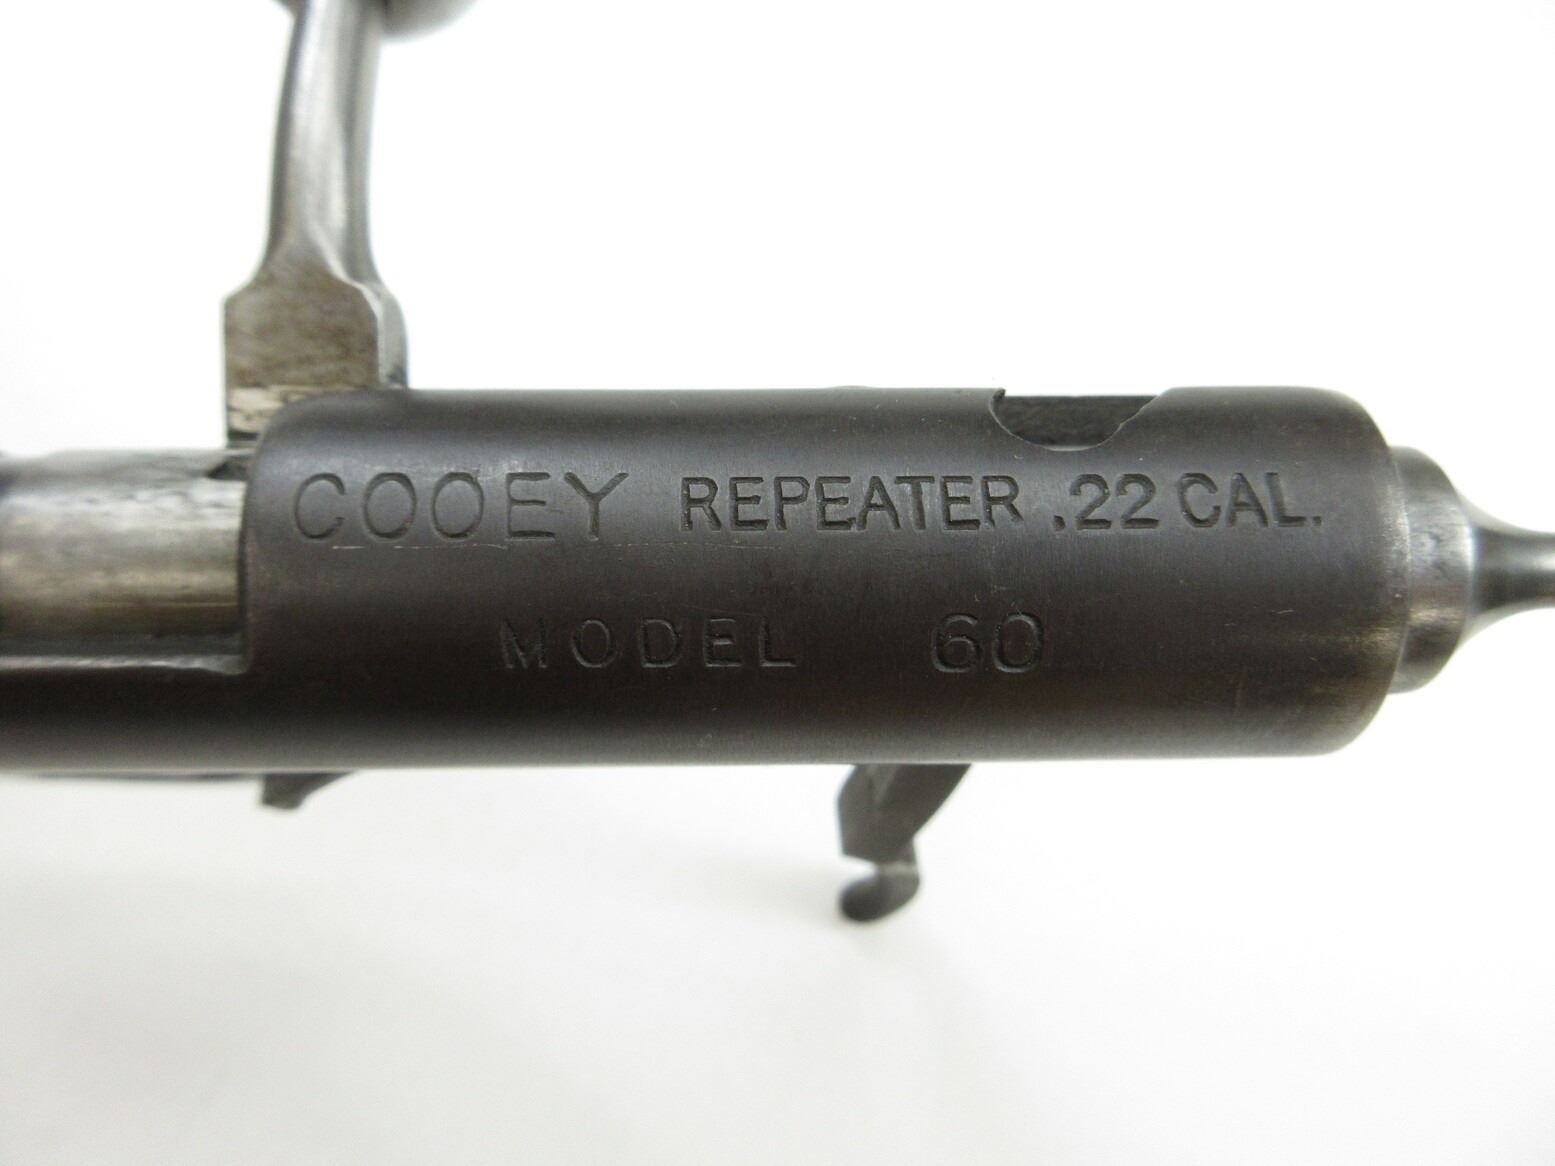 COOEY REPEATER .22 CAL.
MODEL 60